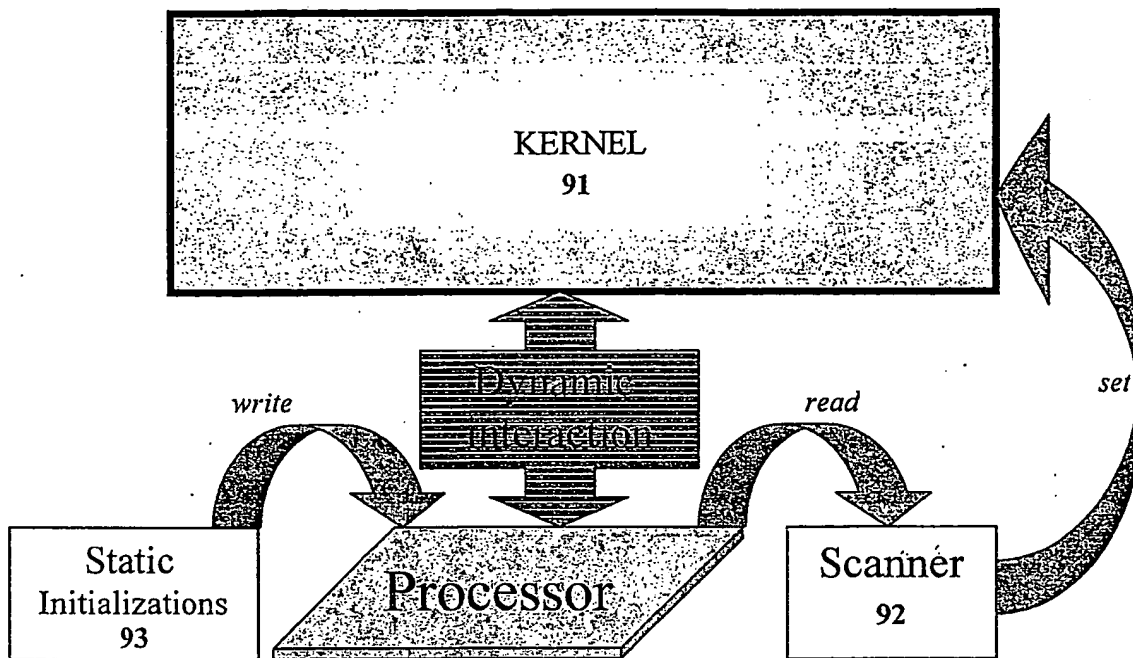 KERNEL
91
Dynamic
interaction
write
read
set
Static
Initializations
93
Processor
Scanner
92